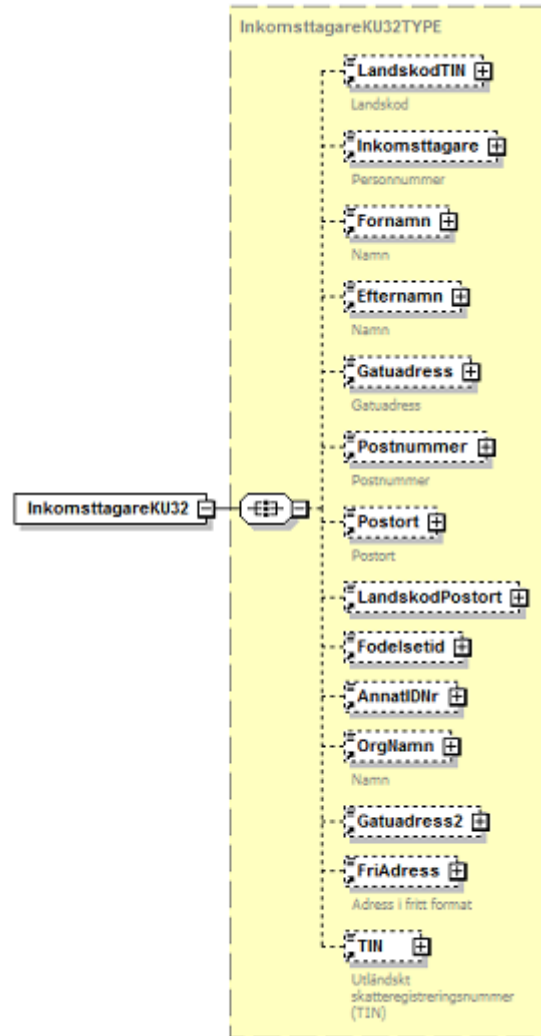 InkomsttagareKU32TYPE
LandskodTIN
Landskod
Inkomsttagare
Personnummer
Fornamn
Namn
Efternamn
Namn
Gatuadress
Gatuadress
Postnummer
Postnummer
InkomsttagareKU32
Postort
Postort
LandskodPostort
Fodelsetid
AnnatIDNr
OrgNamn
Namn
Gatuadress2
FriAdress
Adress i fritt format
TIN
Utländskt
skatteregistreringsnummer
(TIN)